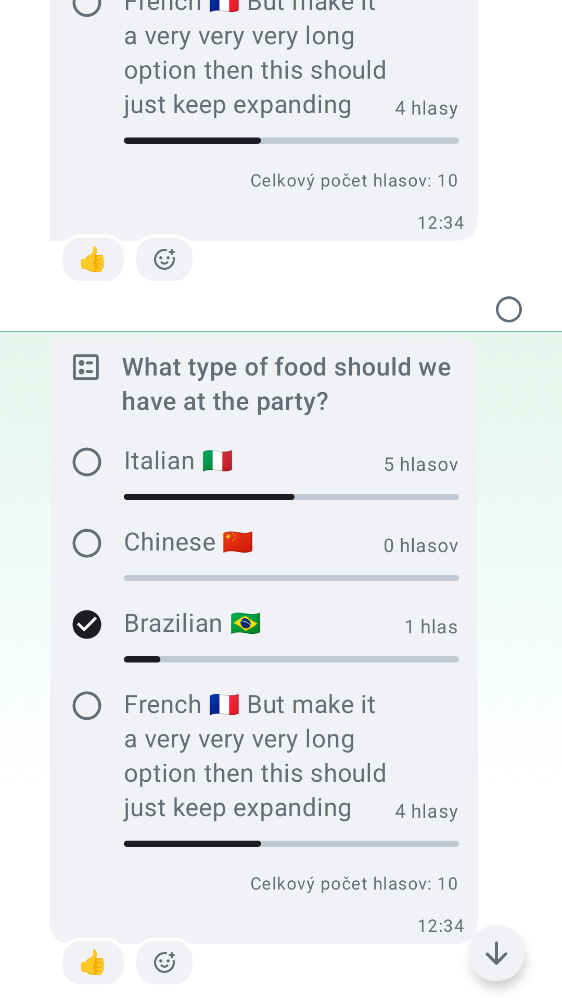 French 🇫🇷 But make it
a very very very long
option then this should
just keep expanding 4 hlasy
Celkový počet hlasov: 10
12:34
👍
What type of food should we
have at the party?
Italian 🇮🇹 5 hlasov
Chinese 🇨🇳 0 hlasov
Brazilian 🇧🇷 1 hlas
French 🇫🇷 But make it
a very very very long
option then this should
just keep expanding 4 hlasy
Celkový počet hlasov: 10
12:34
👍